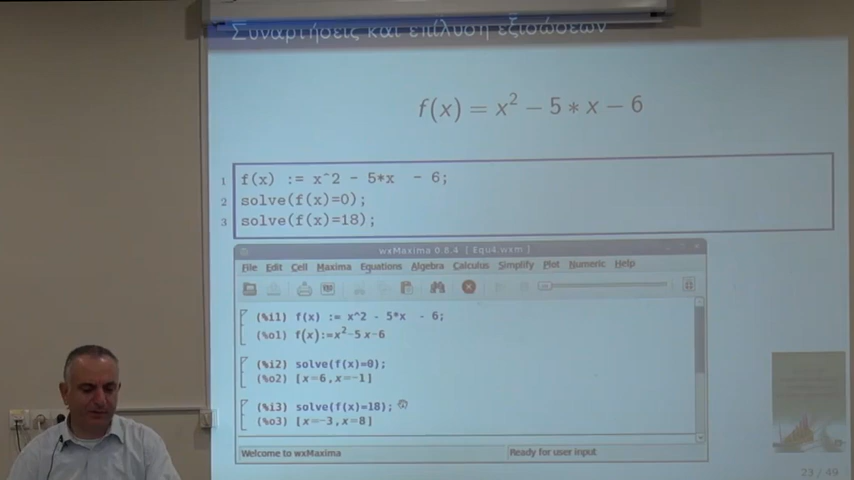 Συναρτήσεις και επίλυση εξισώσεων
f(x) = x² − 5 ∗ x − 6
1 f(x) := x^2 - 5*x - 6;
2 solve(f(x)=0);
3 solve(f(x)=18);
wxMaxima 0.8.4 [ Equ4.wxm ]
File Edit Cell Maxima Equations Algebra Calculus Simplify Plot Numeric Help
(%i1) f(x) := x^2 - 5*x - 6;
(%o1) f(x):=x²-5 x-6
(%i2) solve(f(x)=0);
(%o2) [x=6,x=-1]
(%i3) solve(f(x)=18);
(%o3) [x=-3,x=8]
Welcome to wxMaxima Ready for user input
23 / 49